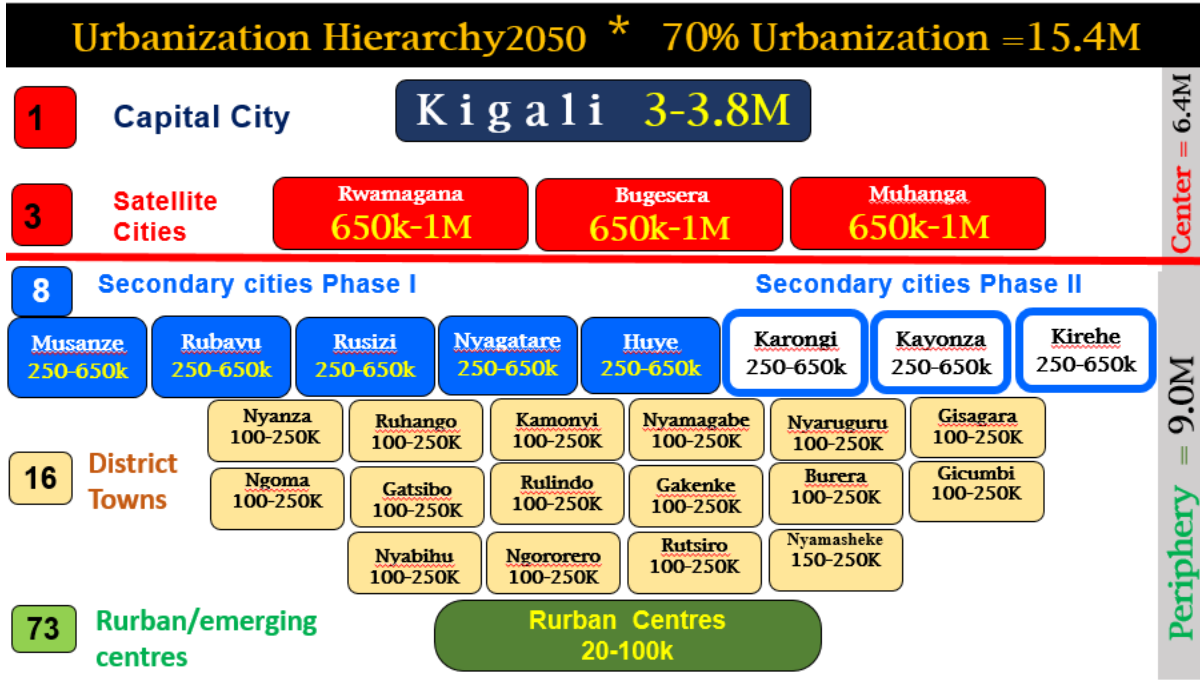 Urbanization Hierarchy2050 * 70% Urbanization =15.4M
1
Capital City
Kigali 3-3.8M
3
Satellite
Cities
Rwamagana
650k-1M
Bugesera
650k-1M
Muhanga
650k-1M
Center = 6.4M
8
Secondary cities Phase I
Secondary cities Phase II
Musanze
250-650k
Rubavu
250-650k
Rusizi
250-650k
Nyagatare
250-650k
Huye
250-650k
Karongi
250-650k
Kayonza
250-650k
Kirehe
250-650k
16
District
Towns
Nyanza
100-250K
Ruhango
100-250K
Kamonyi
100-250K
Nyamagabe
100-250K
Nyaruguru
100-250K
Gisagara
100-250K
Ngoma
100-250K
Gatsibo
100-250K
Rulindo
100-250K
Gakenke
100-250K
Burera
100-250K
Gicumbi
100-250K
Nyabihu
100-250K
Ngororero
100-250K
Rutsiro
100-250K
Nyamasheke
150-250K
73
Rurban/emerging
centres
Rurban Centres
20-100k
Periphery = 9.0M